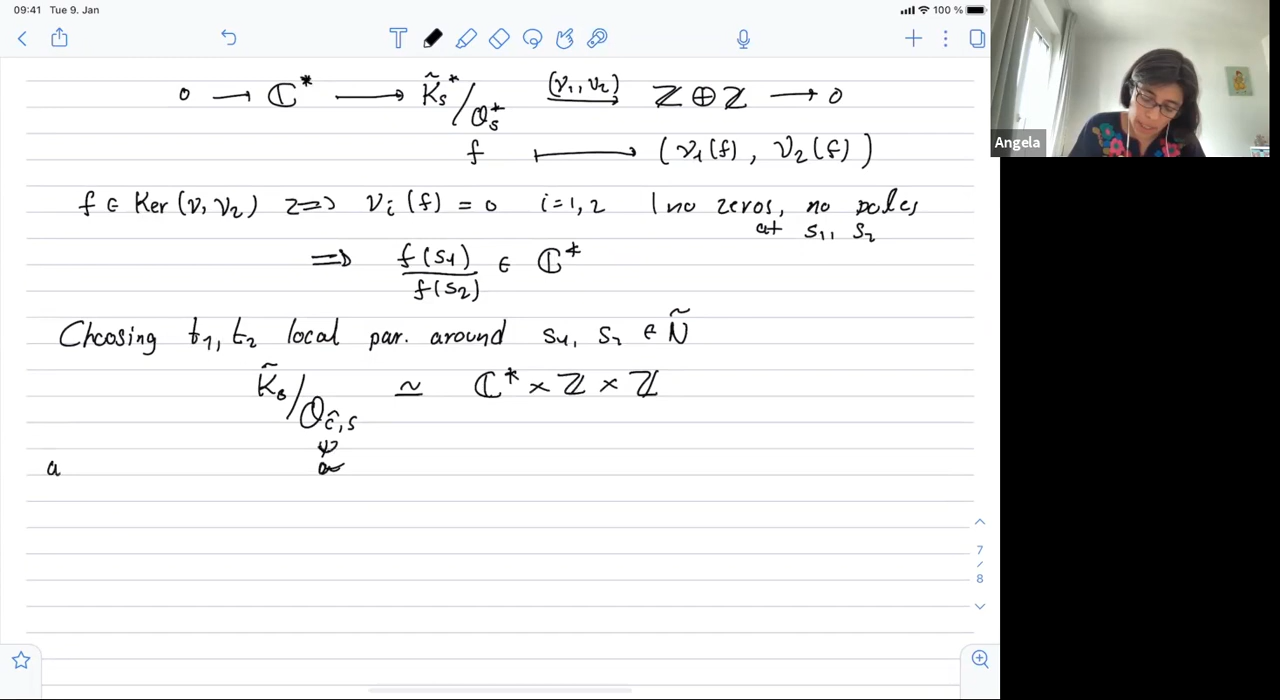 09:41 Tue 9. Jan
100 %
0 → ℂ* → K̃s*/𝒪s* (ν1,ν2) → ℤ ⊕ ℤ → 0
f ↦ (ν1(f), ν2(f))
f ∈ Ker(ν, ν2) ⟺ νi(f) = 0 i=1,2 (no zeros, no poles
at s1, s2
⟹ f(s1)/f(s2) ∈ ℂ*
Choosing t1, t2 local par. around s1, s2 ∈ Ñ
K̃s/𝒪ĉ,s ≃ ℂ* × ℤ × ℤ
a
Angela
7
/
8